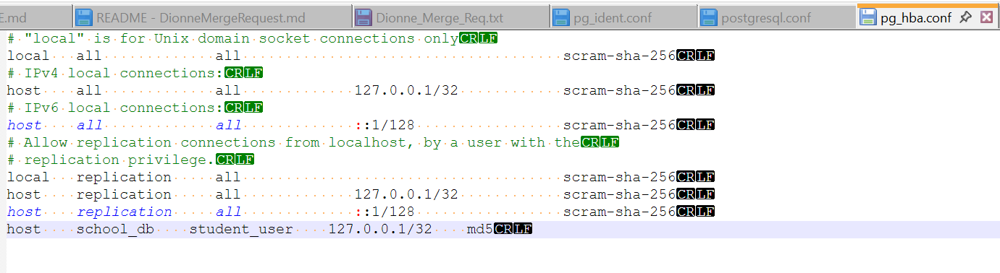 E.md README - DionneMergeRequest.md Dionne_Merge_Req.txt pg_ident.conf postgresql.conf pg_hba.conf
# "local" is for Unix domain socket connections onlyCRLF
local all all scram-sha-256CRLF
# IPv4 local connections:CRLF
host all all 127.0.0.1/32 scram-sha-256CRLF
# IPv6 local connections:CRLF
host all all ::1/128 scram-sha-256CRLF
# Allow replication connections from localhost, by a user with theCRLF
# replication privilege.CRLF
local replication all scram-sha-256CRLF
host replication all 127.0.0.1/32 scram-sha-256CRLF
host replication all ::1/128 scram-sha-256CRLF
host school_db student_user 127.0.0.1/32 md5CRLF